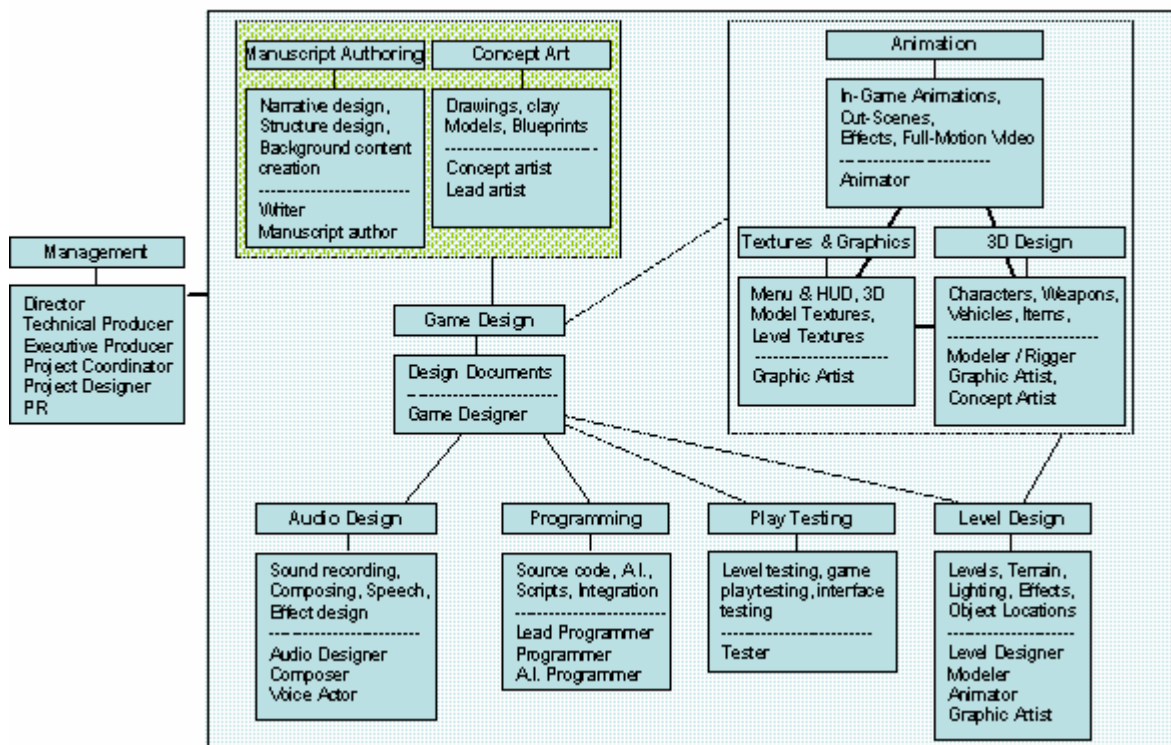 Manuscript Authoring
Narrative design,
Structure design,
Background content
creation
Writer
Manuscript author
Concept Art
Drawings, clay
Models, Blueprints
Concept artist
Lead artist
Animation
In-Game Animations,
Cut-Scenes,
Effects, Full-Motion Video
Animator
Management
Director
Technical Producer
Executive Producer
Project Coordinator
Project Designer
PR
Textures & Graphics
Menu & HUD, 3D
Model Textures,
Level Textures
Graphic Artist
3D Design
Characters, Weapons,
Vehicles, Items,
Modeler / Rigger
Graphic Artist,
Concept Artist
Game Design
Design Documents
Game Designer
Audio Design
Sound recording,
Composing, Speech,
Effect design
Audio Designer
Composer
Voice Actor
Programming
Source code, A.I.,
Scripts, Integration
Lead Programmer
Programmer
A.I. Programmer
Play Testing
Level testing, game
playtesting, interface
testing
Tester
Level Design
Levels, Terrain,
Lighting, Effects,
Object Locations
Level Designer
Modeler
Animator
Graphic Artist